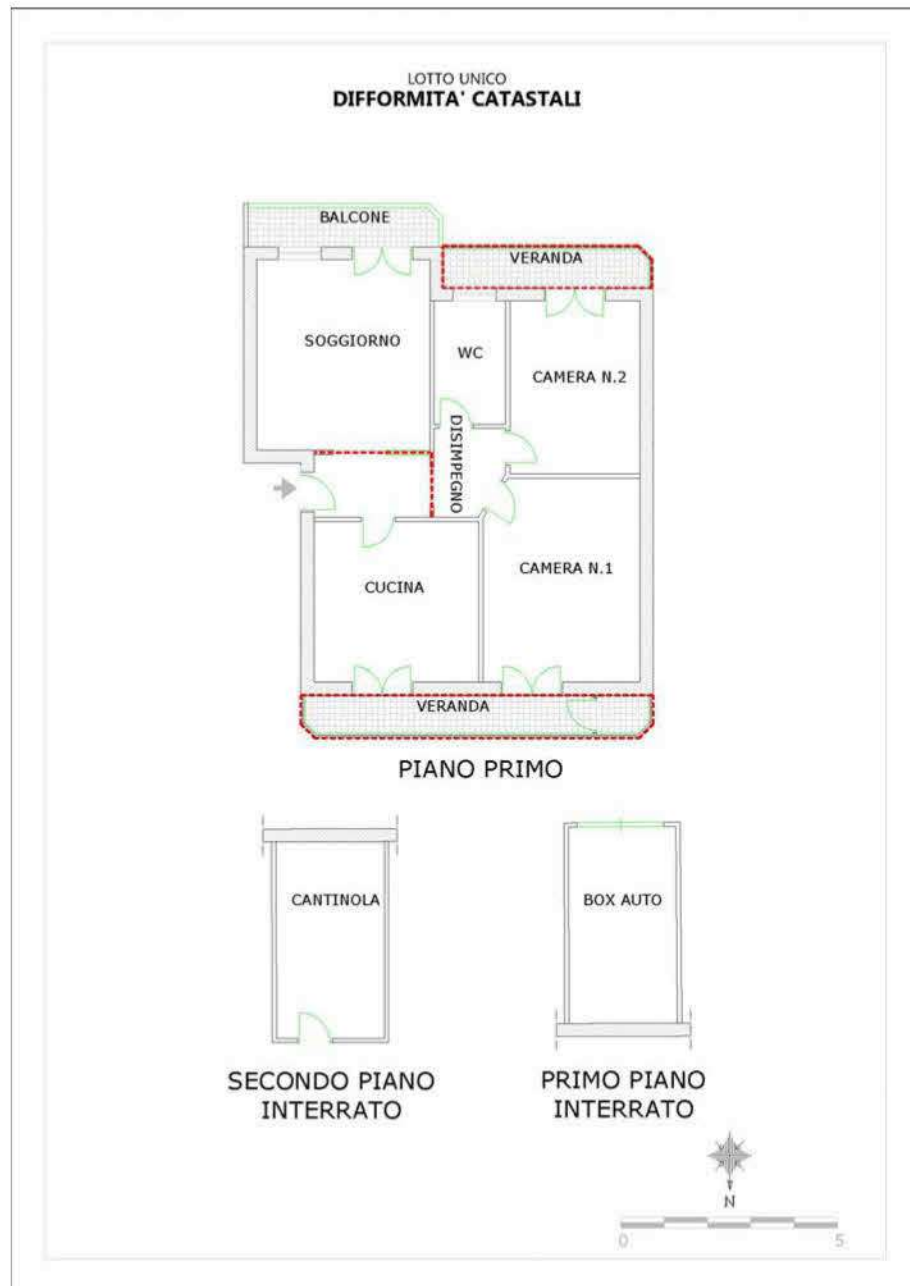 LOTTO UNICO
DIFFORMITA' CATASTALI
BALCONE
VERANDA
SOGGIORNO
WC
CAMERA N.2
DISIMPEGNO
CAMERA N.1
CUCINA
VERANDA
PIANO PRIMO
CANTINOLA
BOX AUTO
SECONDO PIANO
INTERRATO
PRIMO PIANO
INTERRATO
N
0
5